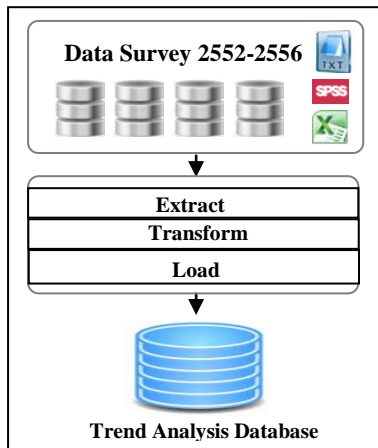 Data Survey 2552-2556
TXT
SPSS
X
Extract
Transform
Load
Trend Analysis Database